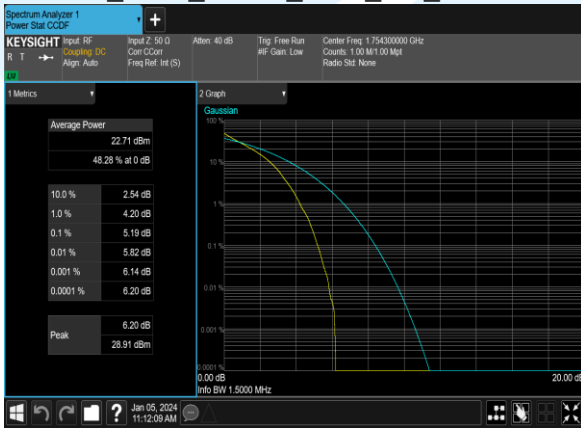 Spectrum Analyzer 1
Power Stat CCDF
KEYSIGHT
R T
Input: RF
Coupling: DC
Align: Auto
Input Z: 50 Ω
Corr CCorr
Freq Ref: Int (S)
Atten: 40 dB
Trig: Free Run
#IF Gain: Low
Center Freq: 1.754300000 GHz
Counts: 1.00 M/1.00 Mpt
Radio Std: None
1 Metrics
Average Power
22.71 dBm
48.28 % at 0 dB
10.0 % 2.54 dB
1.0 % 4.20 dB
0.1 % 5.19 dB
0.01 % 5.82 dB
0.001 % 6.14 dB
0.0001 % 6.20 dB
Peak
6.20 dB
28.91 dBm
2 Graph
Gaussian
100 %
10 %
1 %
0.1 %
0.01 %
0.001 %
0.0001 %
0.00 dB
20.00 dB
Info BW 1.5000 MHz
?
Jan 05, 2024
11:12:09 AM